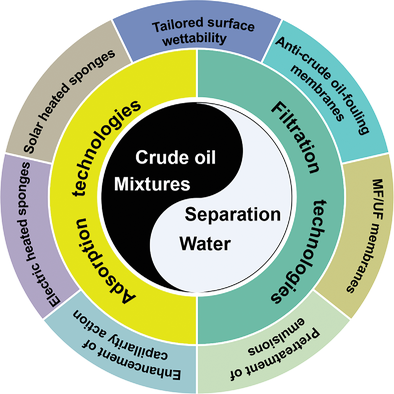 Tailored surface
wettability
Anti-crude oil-fouling
membranes
MF/UF membranes
Pretreatment of
emulsions
Enhancement of
capillarity action
Electric heated sponges
Solar heated sponges
Adsorption technologies
Filtration technologies
Crude oil
Mixtures
Separation
Water